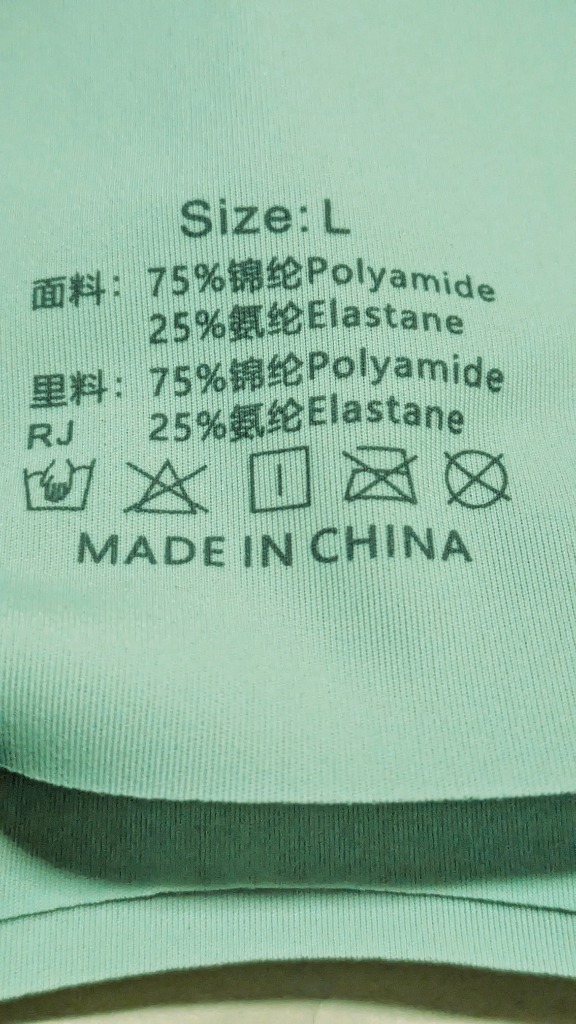 Size: L
面料: 75%锦纶Polyamide
25%氨纶Elastane
里料: 75%锦纶Polyamide
RJ 25%氨纶Elastane
MADE IN CHINA